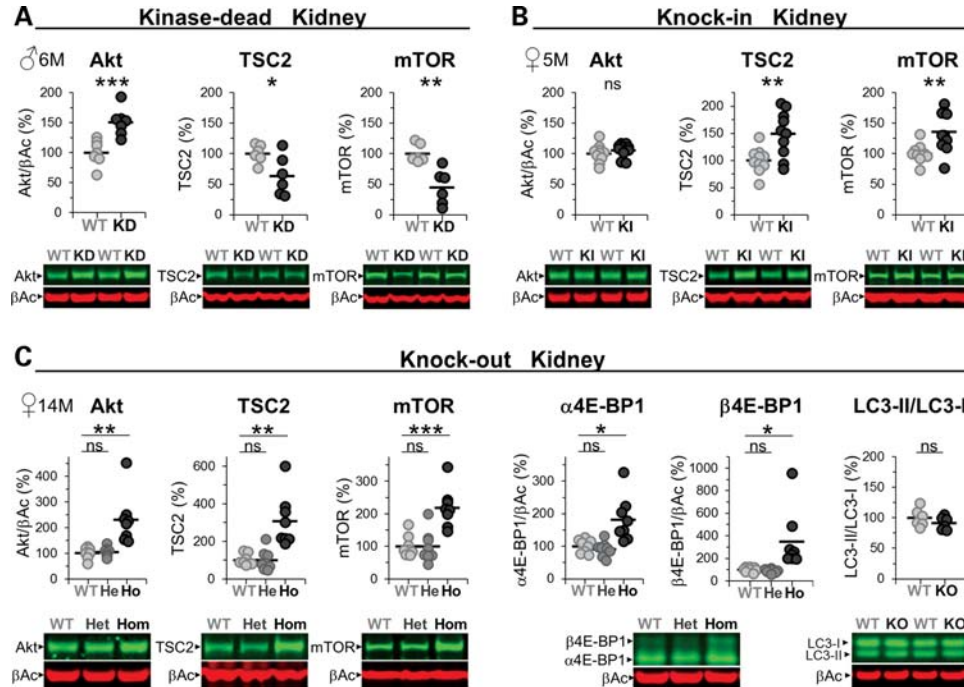 A Kinase-dead Kidney
♂6M Akt TSC2 mTOR
*** * **
Akt/βAc (%) 200 150 100 50 0
TSC2 (%) 200 150 100 50 0
mTOR (%) 200 150 100 50 0
WT KD WT KD WT KD
WT KD WT KD WT KD WT KD WT KD WT KD
Akt TSC2 mTOR
βAc βAc βAc
B Knock-in Kidney
♀5M Akt TSC2 mTOR
ns ** **
Akt/βAc (%) 200 150 100 50 0
TSC2 (%) 200 150 100 50 0
mTOR (%) 200 150 100 50 0
WT KI WT KI WT KI
WT KI WT KI WT KI WT KI WT KI WT KI
Akt TSC2 mTOR
βAc βAc βAc
C Knock-out Kidney
♀14M Akt TSC2 mTOR α4E-BP1 β4E-BP1 LC3-II/LC3-I
** ** *** * *
ns ns ns ns ns ns
Akt/βAc (%) 500 400 300 200 100 0
TSC2 (%) 600 400 200 0
mTOR (%) 400 300 200 100 0
α4E-BP1/βAc (%) 400 300 200 100 0
β4E-BP1/βAc (%) 1000 800 600 400 200 0
LC3-II/LC3-I (%) 200 150 100 50 0
WT He Ho WT He Ho WT He Ho WT He Ho WT He Ho WT KO
WT Het Hom WT Het Hom WT Het Hom WT Het Hom WT KO WT KO
Akt TSC2 mTOR β4E-BP1 LC3-I
α4E-BP1 LC3-II
βAc βAc βAc βAc βAc